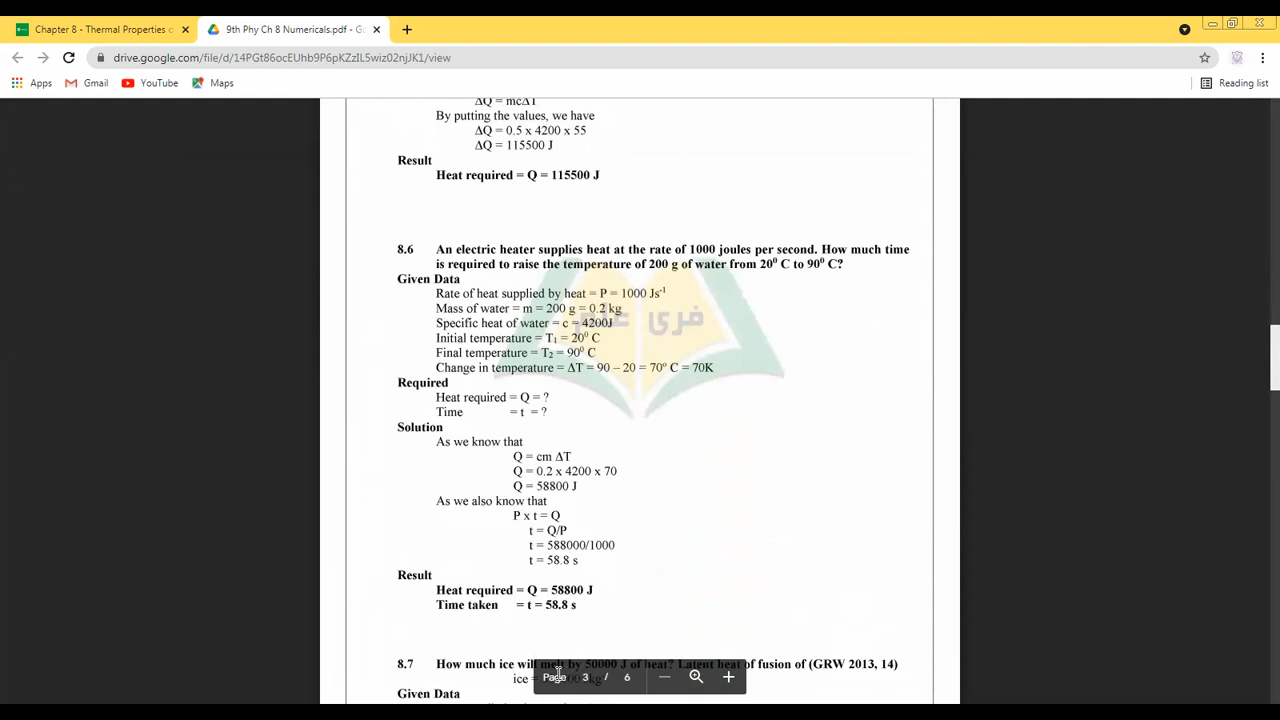 Chapter 8 - Thermal Properties o
9th Phy Ch 8 Numericals.pdf - Go
drive.google.com/file/d/14PGt86ocEUhb9P6pKZzIL5wiz02njJK1/view
Apps Gmail YouTube Maps Reading list
ΔQ = mcΔT
By putting the values, we have
ΔQ = 0.5 x 4200 x 55
ΔQ = 115500 J
Result
Heat required = Q = 115500 J
8.6 An electric heater supplies heat at the rate of 1000 joules per second. How much time
is required to raise the temperature of 200 g of water from 20⁰ C to 90⁰ C?
Given Data
Rate of heat supplied by heat = P = 1000 Js⁻¹
Mass of water = m = 200 g = 0.2 kg
Specific heat of water = c = 4200J
Initial temperature = T₁ = 20⁰ C
Final temperature = T₂ = 90⁰ C
Change in temperature = ΔT = 90 – 20 = 70º C = 70K
فری علم
Required
Heat required = Q = ?
Time = t = ?
Solution
As we know that
Q = cm ΔT
Q = 0.2 x 4200 x 70
Q = 58800 J
As we also know that
P x t = Q
t = Q/P
t = 588000/1000
t = 58.8 s
Result
Heat required = Q = 58800 J
Time taken = t = 58.8 s
8.7 How much ice will melt by 50000 J of heat? Latent heat of fusion of (GRW 2013, 14)
ice
Page 3 / 6
Given Data